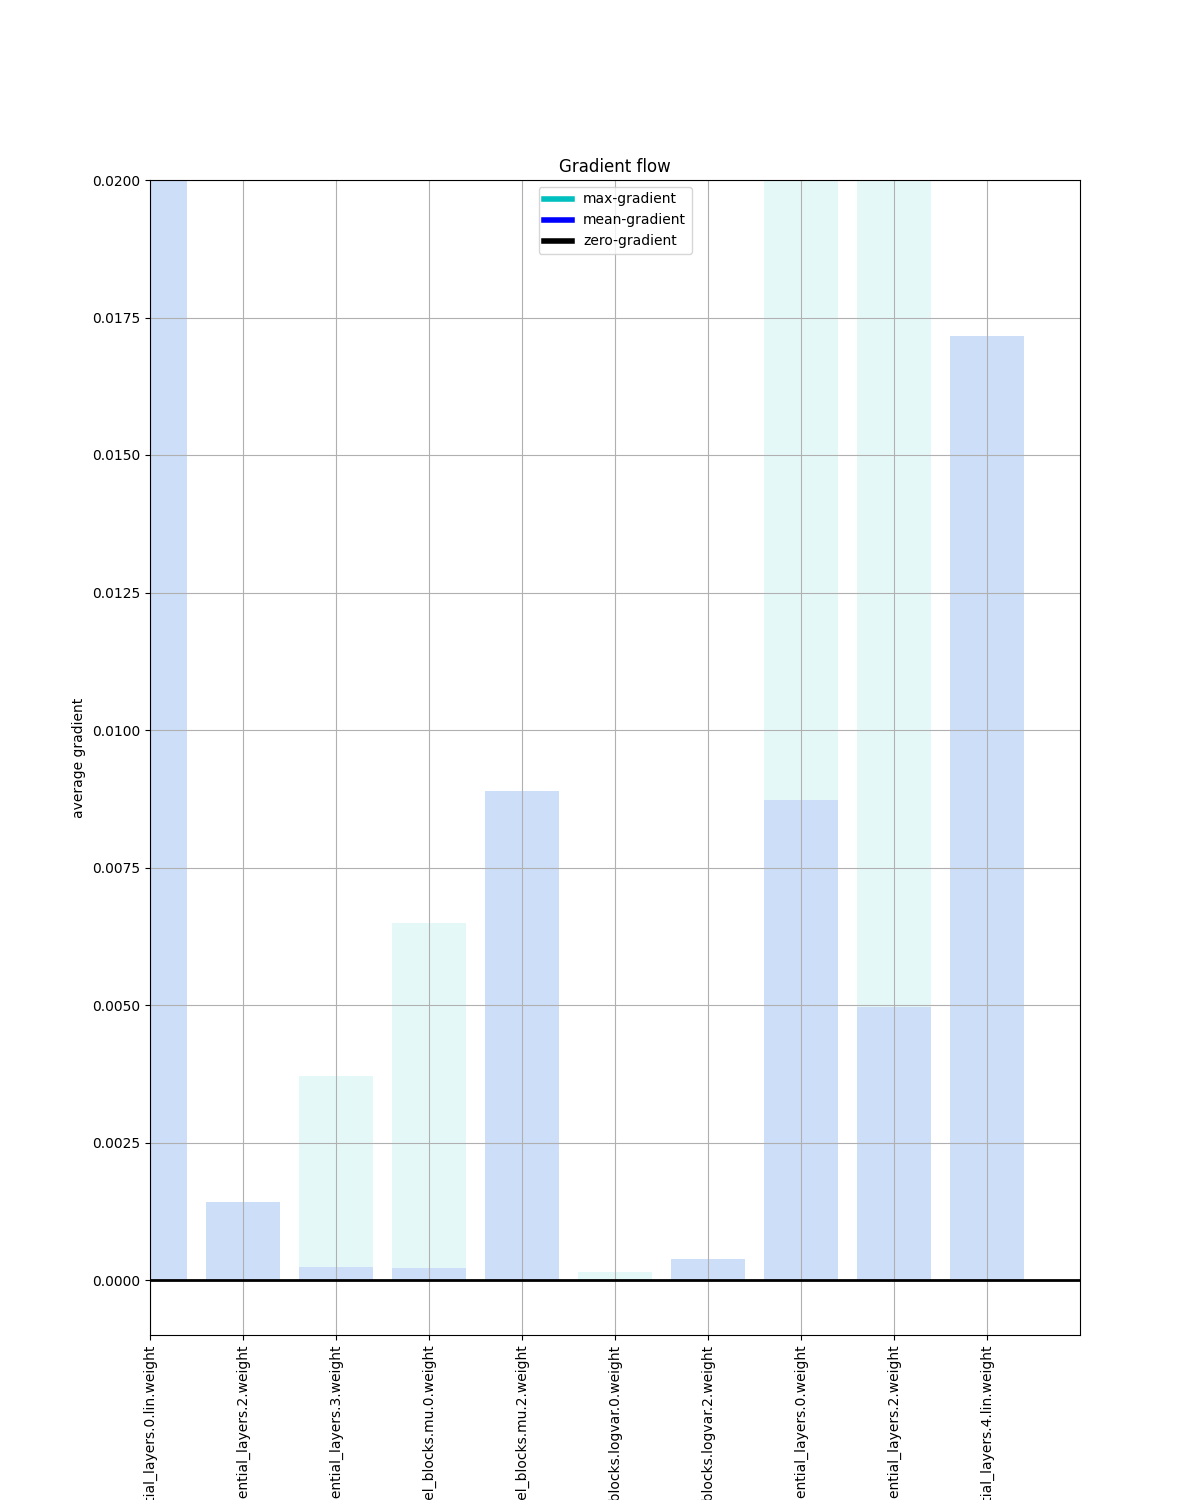 Gradient flow
max-gradient
mean-gradient
zero-gradient
0.0200
0.0175
0.0150
0.0125
0.0100
0.0075
0.0050
0.0025
0.0000
average gradient
tial_layers.0.lin.weight
ential_layers.2.weight
ential_layers.3.weight
el_blocks.mu.0.weight
el_blocks.mu.2.weight
blocks.logvar.0.weight
blocks.logvar.2.weight
ential_layers.0.weight
ential_layers.2.weight
tial_layers.4.lin.weight